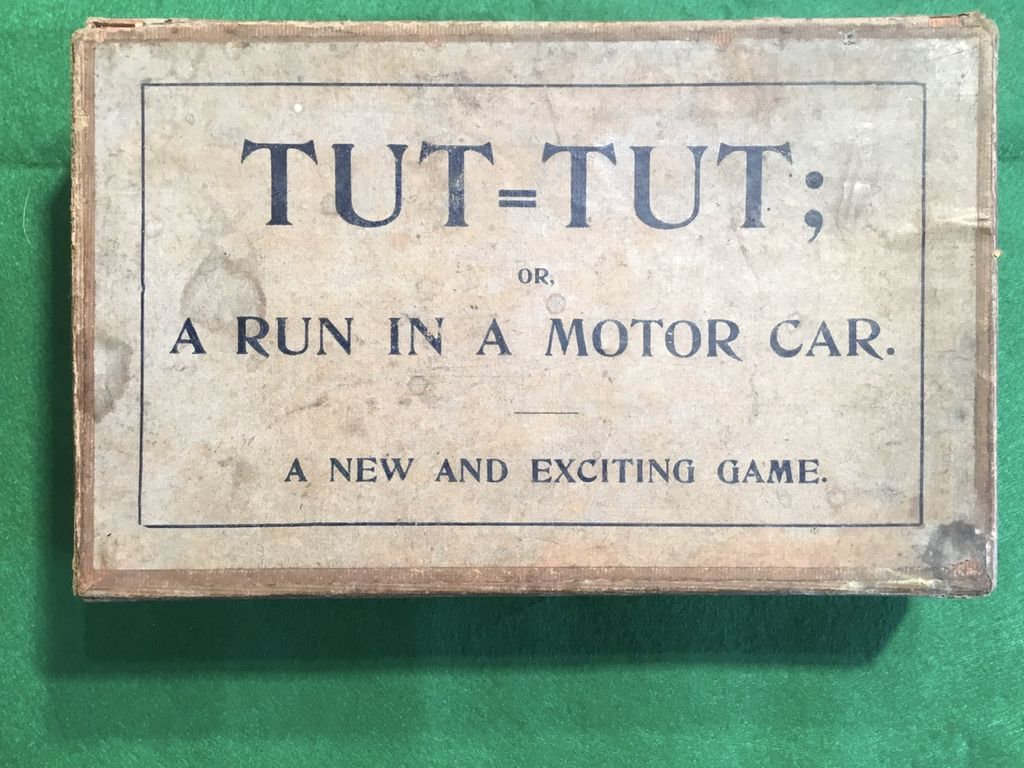 TUT=TUT;
OR,
A RUN IN A MOTOR CAR.
A NEW AND EXCITING GAME.